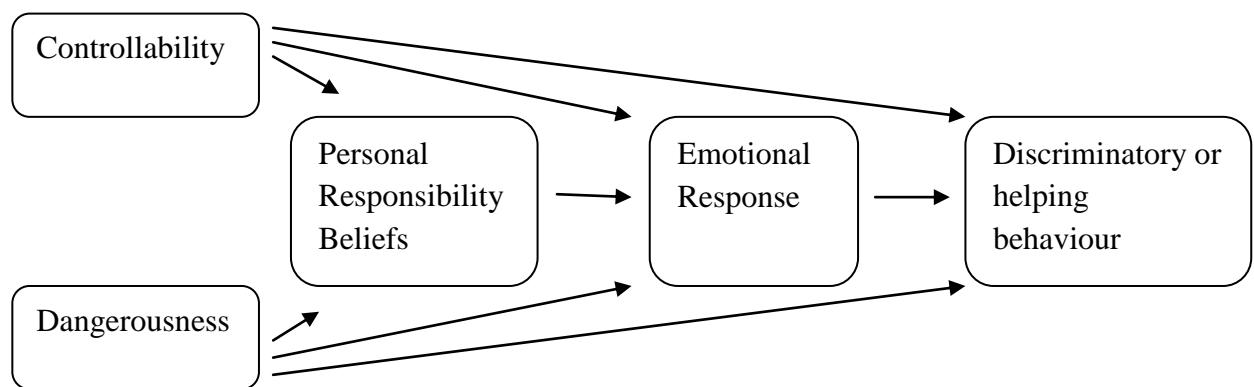 Controllability
Personal
Responsibility
Beliefs
Emotional
Response
Discriminatory or
helping
behaviour
Dangerousness